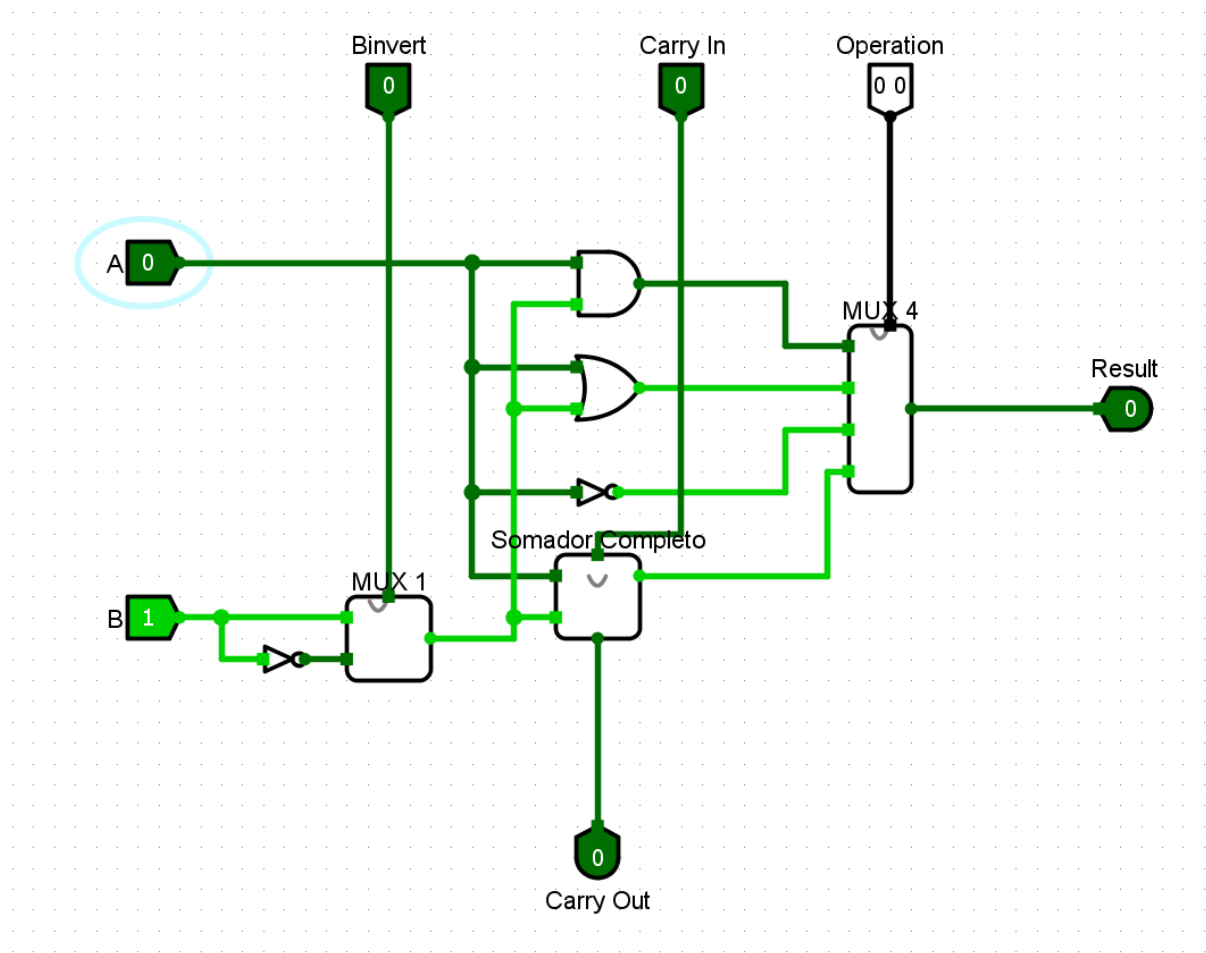 Binvert
Carry In
Operation
0
0
0 0
A
0
MUX 4
Result
0
Somador Completo
MUX 1
B
1
0
Carry Out